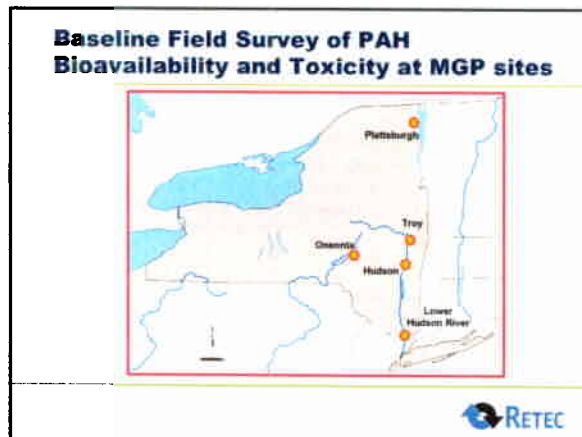 Baseline Field Survey of PAH
Bioavailability and Toxicity at MGP sites
Plattsburgh
Troy
Oneonta
Hudson
Lower
Hudson River
RETEC